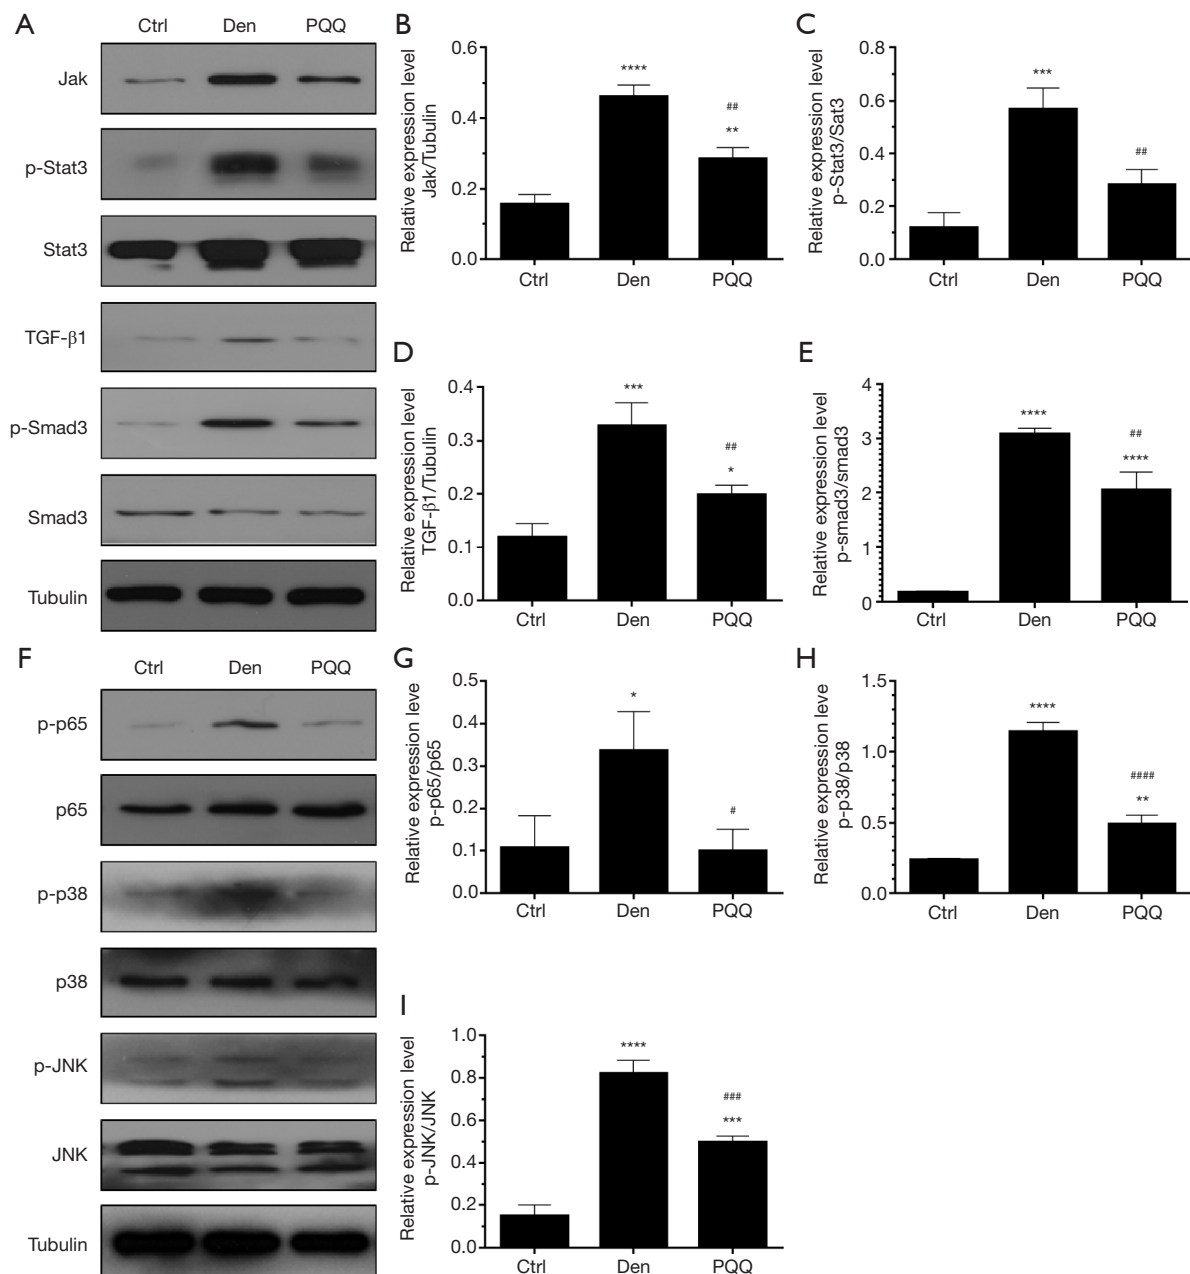 A
Ctrl Den PQQ
Jak
p-Stat3
Stat3
TGF-β1
p-Smad3
Smad3
Tubulin
B
Relative expression level
Jak/Tubulin
0.6
0.4
0.2
0.0
****
##
**
Ctrl Den PQQ
C
Relative expression level
p-Stat3/Sat3
0.8
0.6
0.4
0.2
0.0
***
##
Ctrl Den PQQ
D
Relative expression level
TGF-β1/Tubulin
0.4
0.3
0.2
0.1
0.0
***
##
*
Ctrl Den PQQ
E
Relative expression level
p-smad3/smad3
4
3
2
1
0
****
##
****
Ctrl Den PQQ
F
Ctrl Den PQQ
p-p65
p65
p-p38
p38
p-JNK
JNK
Tubulin
G
Relative expression leve
p-p65/p65
0.5
0.4
0.3
0.2
0.1
0.0
*
#
Ctrl Den PQQ
H
Relative expression leve
p-p38/p38
1.5
1.0
0.5
0.0
****
####
**
Ctrl Den PQQ
I
Relative expression level
p-JNK/JNK
1.0
0.8
0.6
0.4
0.2
0.0
****
###
***
Ctrl Den PQQ